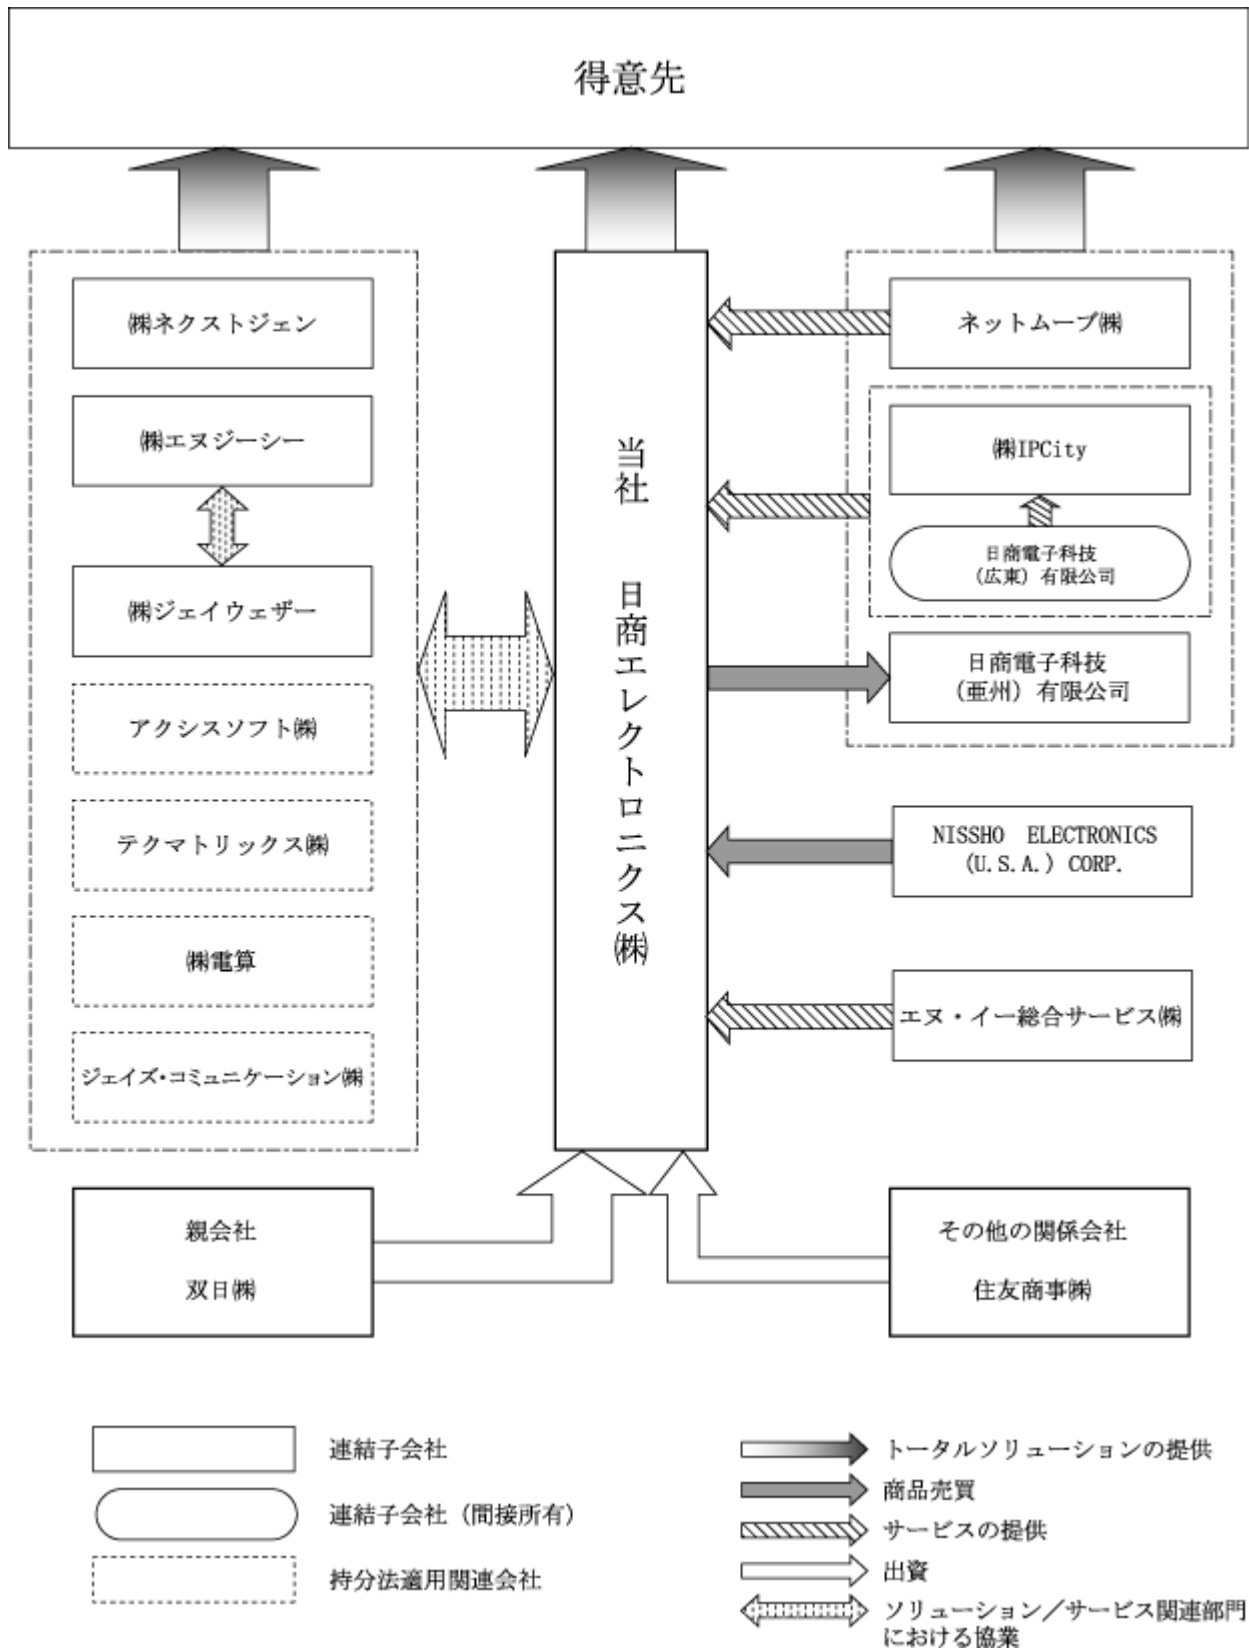 得意先
㈱ネクストジェン
㈱エヌジーシー
㈱ジェイウェザー
アクシスソフト㈱
テクマトリックス㈱
㈱電算
ジェイズ・コミュニケーション㈱
当社 日商エレクトロニクス㈱
ネットムーブ㈱
㈱IPCity
日商電子科技
(広東)有限公司
日商電子科技
(亜州)有限公司
NISSHO ELECTRONICS
(U.S.A.) CORP.
エヌ・イー総合サービス㈱
親会社
双日㈱
その他の関係会社
住友商事㈱
連結子会社
連結子会社(間接所有)
持分法適用関連会社
トータルソリューションの提供
商品売買
サービスの提供
出資
ソリューション/サービス関連部門
における協業